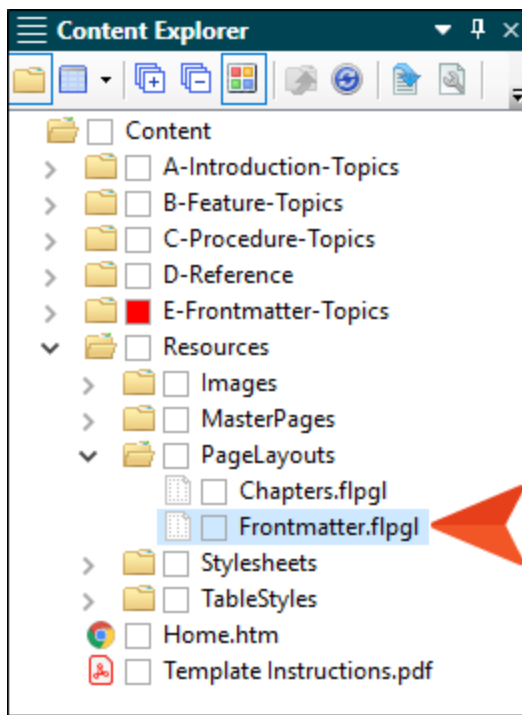 Content Explorer
Content
A-Introduction-Topics
B-Feature-Topics
C-Procedure-Topics
D-Reference
E-Frontmatter-Topics
Resources
Images
MasterPages
PageLayouts
Chapters.flpgl
Frontmatter.flpgl
Stylesheets
TableStyles
Home.htm
Template Instructions.pdf